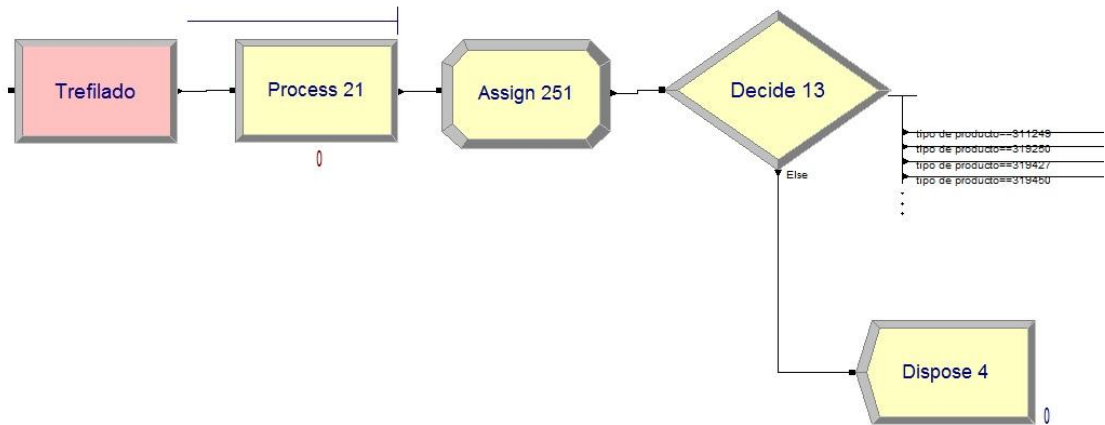 Trefilado
Process 21
0
Assign 251
Decide 13
tipo de producto==311249
tipo de producto==319250
tipo de producto==319427
tipo de producto==319450
Else
Dispose 4
0